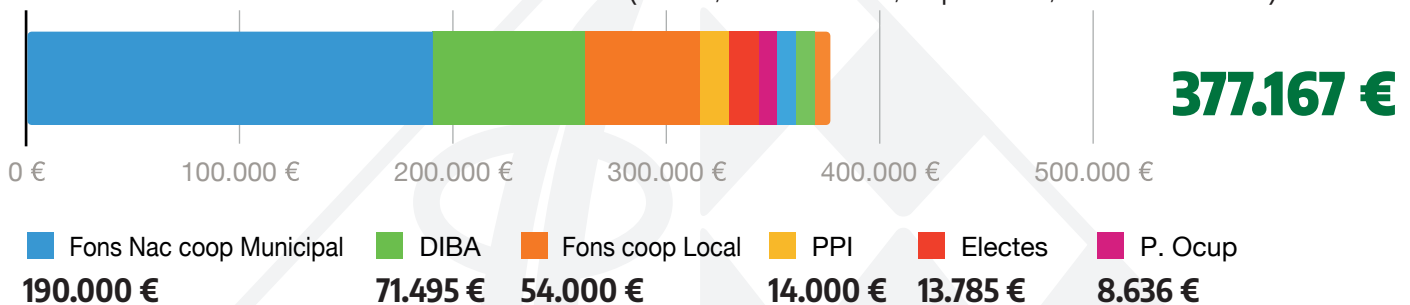 377.167 €
0 € 100.000 € 200.000 € 300.000 € 400.000 € 500.000 €
Fons Nac coop Municipal DIBA Fons coop Local PPI Electes P. Ocup
190.000 € 71.495 € 54.000 € 14.000 € 13.785 € 8.636 €